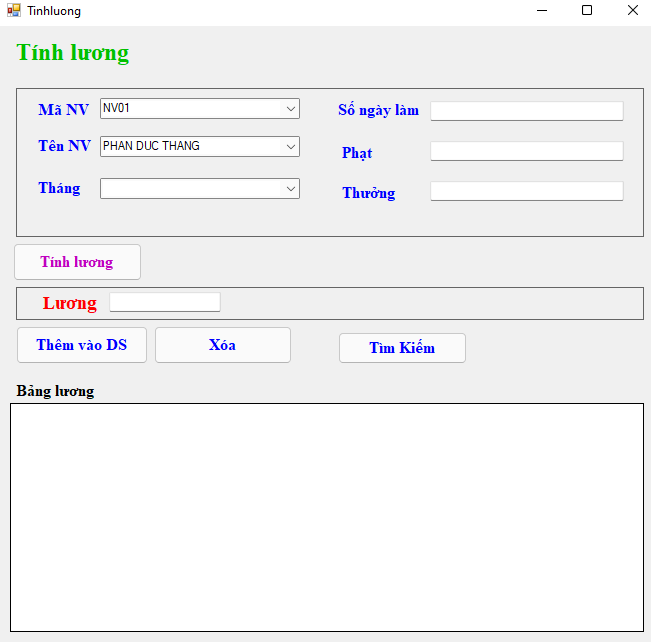 Tinhluong
Tính lương
Mã NV NV01
Tên NV PHAN DUC THANG
Tháng
Số ngày làm
Phạt
Thưởng
Tính lương
Lương
Thêm vào DS Xóa Tìm Kiếm
Bảng lương